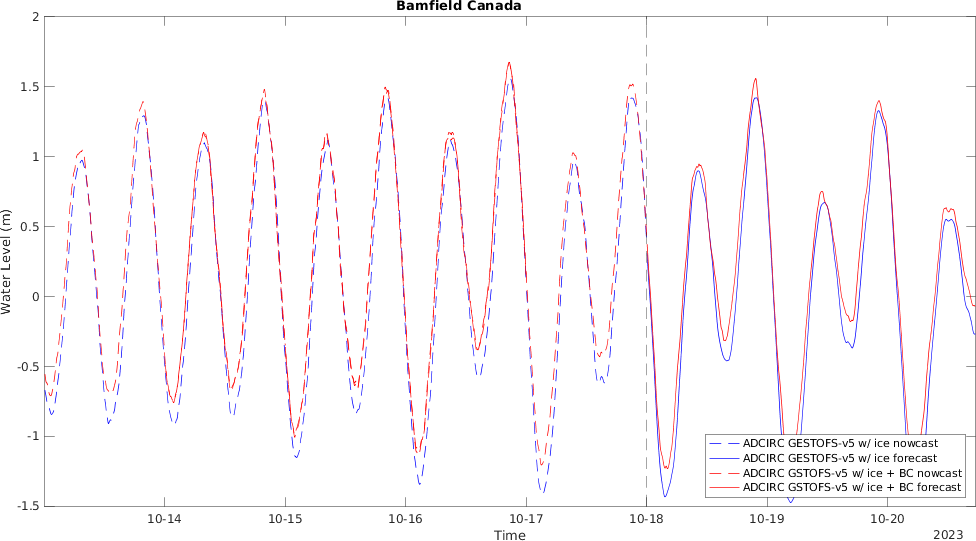 Bamfield Canada
2
1.5
1
0.5
0
-0.5
-1
-1.5
Water Level (m)
10-14
10-15
10-16
10-17
10-18
10-19
10-20
Time
2023
ADCIRC GESTOFS-v5 w/ ice nowcast
ADCIRC GESTOFS-v5 w/ ice forecast
ADCIRC GSTOFS-v5 w/ ice + BC nowcast
ADCIRC GSTOFS-v5 w/ ice + BC forecast